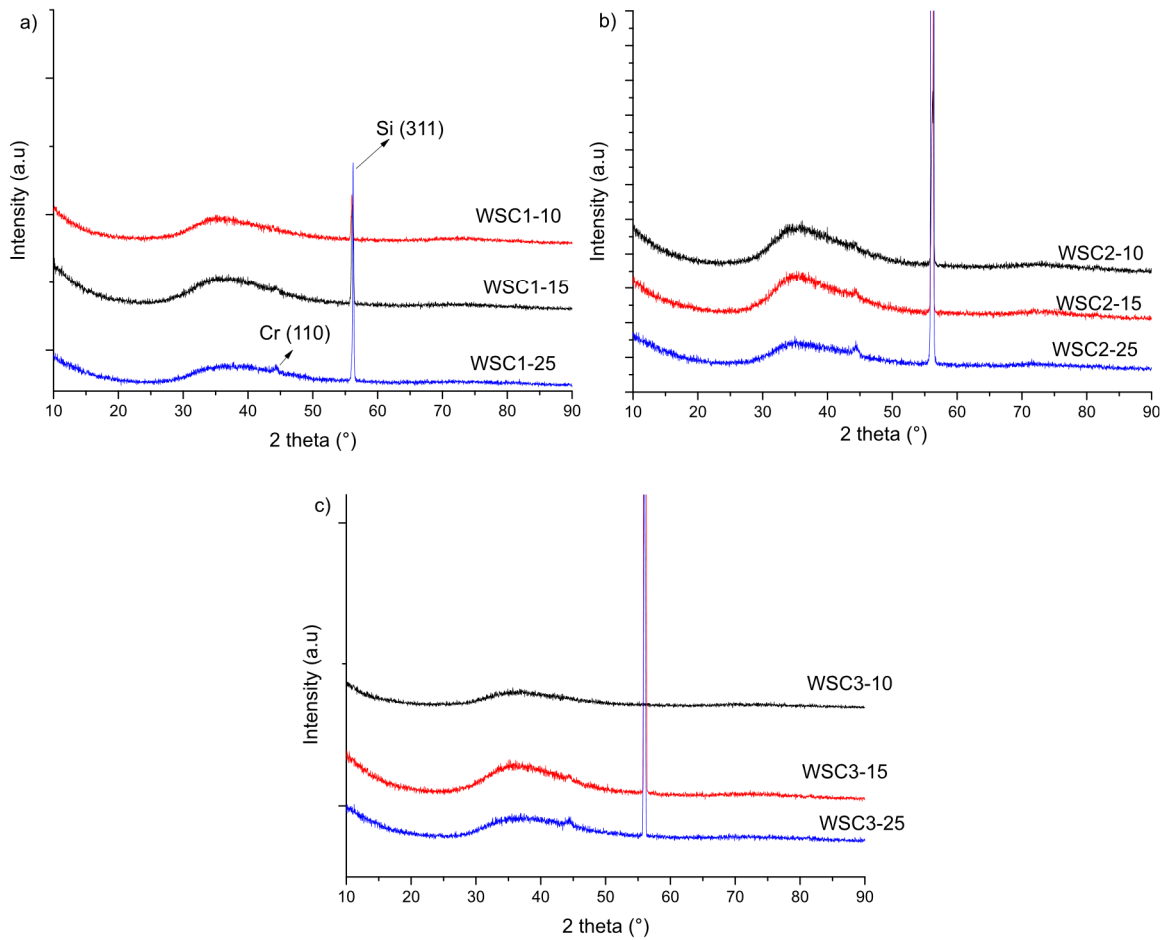 a)
Intensity (a.u)
Si (311)
WSC1-10
WSC1-15
Cr (110)
WSC1-25
10 20 30 40 50 60 70 80 90
2 theta (°)
b)
Intensity (a.u)
WSC2-10
WSC2-15
WSC2-25
10 20 30 40 50 60 70 80 90
2 theta (°)
c)
Intensity (a.u)
WSC3-10
WSC3-15
WSC3-25
10 20 30 40 50 60 70 80 90
2 theta (°)